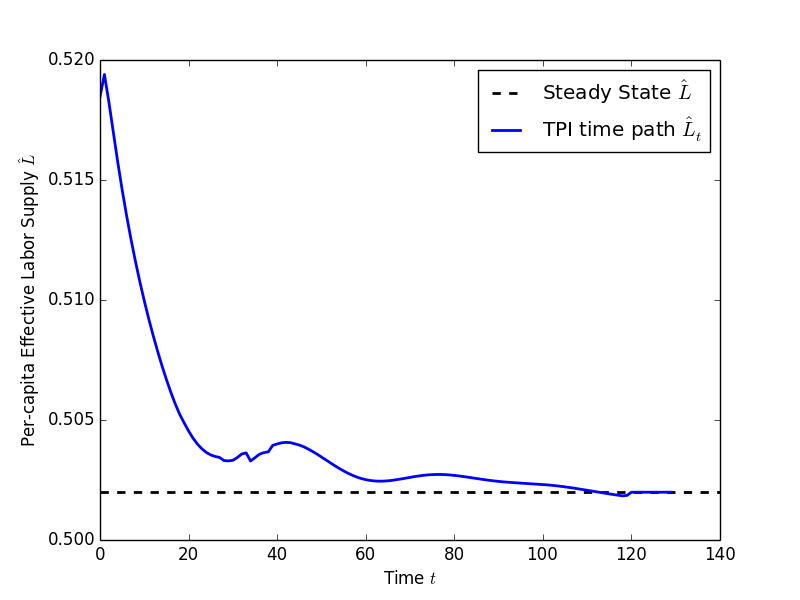 0.520
0.515
0.510
0.505
0.500
Per-capita Effective Labor Supply L̂
Steady State L̂
TPI time path L̂ₜ
0 20 40 60 80 100 120 140
Time t